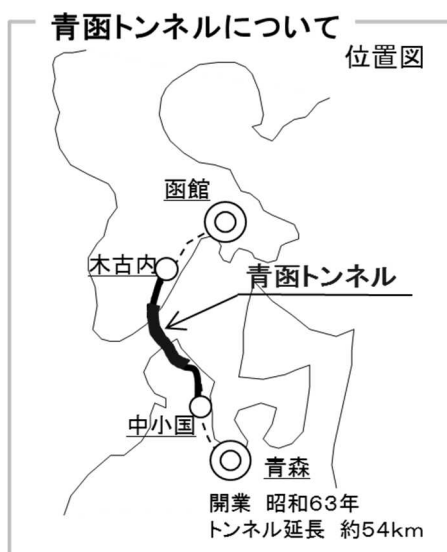 青函トンネルについて
位置図
函館
木古内
青函トンネル
中小国
青森
開業 昭和63年
トンネル延長 約54km